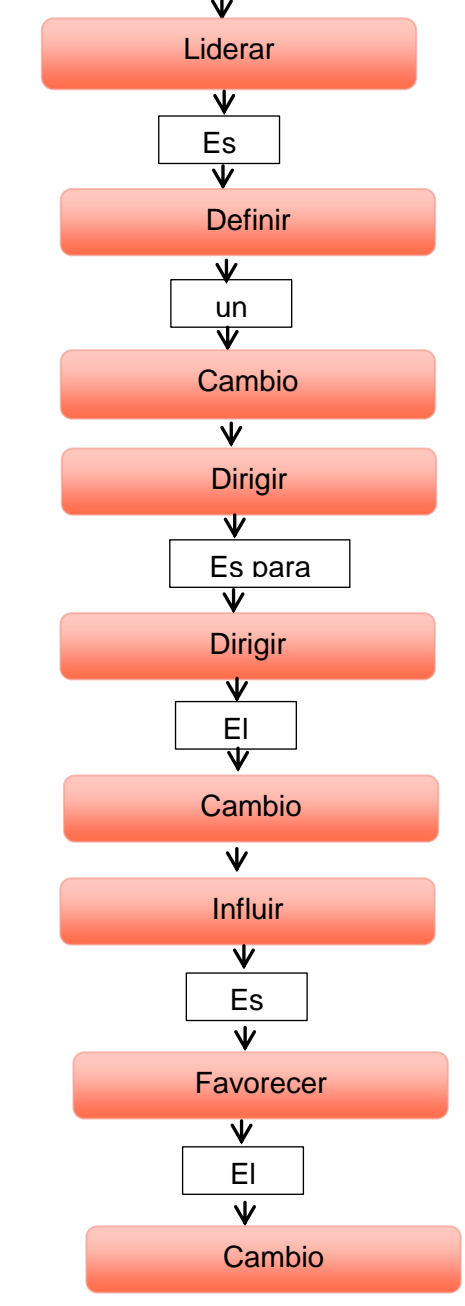 Liderar
Es
Definir
un
Cambio
Dirigir
Es para
Dirigir
El
Cambio
Influir
Es
Favorecer
El
Cambio